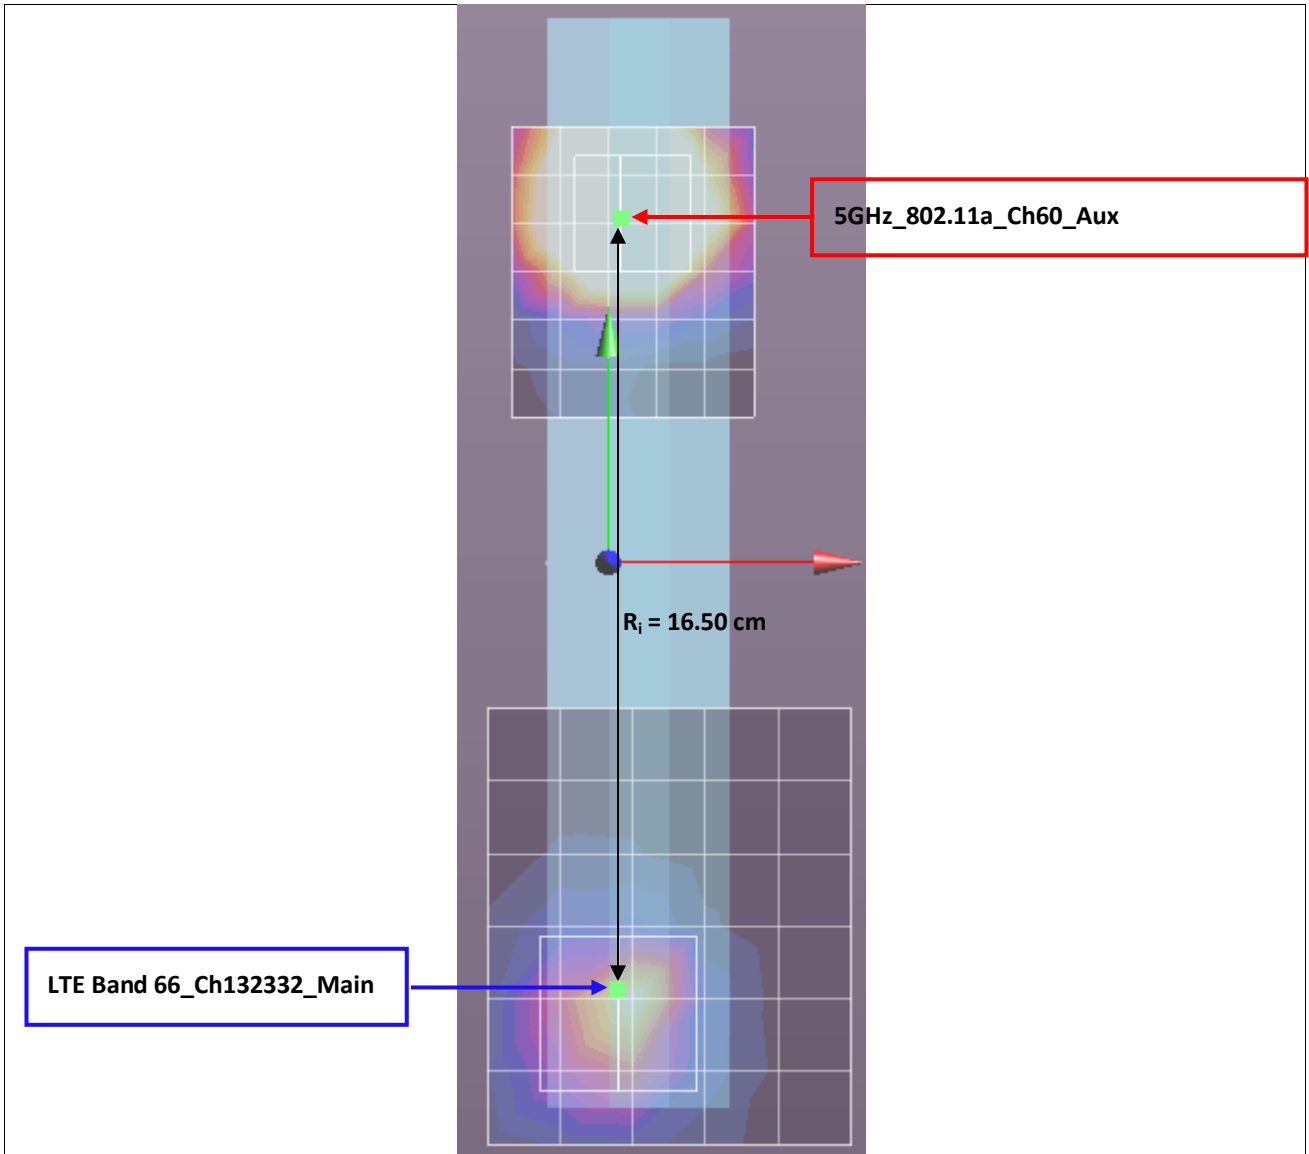 5GHz_802.11a_Ch60_Aux
Rᵢ = 16.50 cm
LTE Band 66_Ch132332_Main